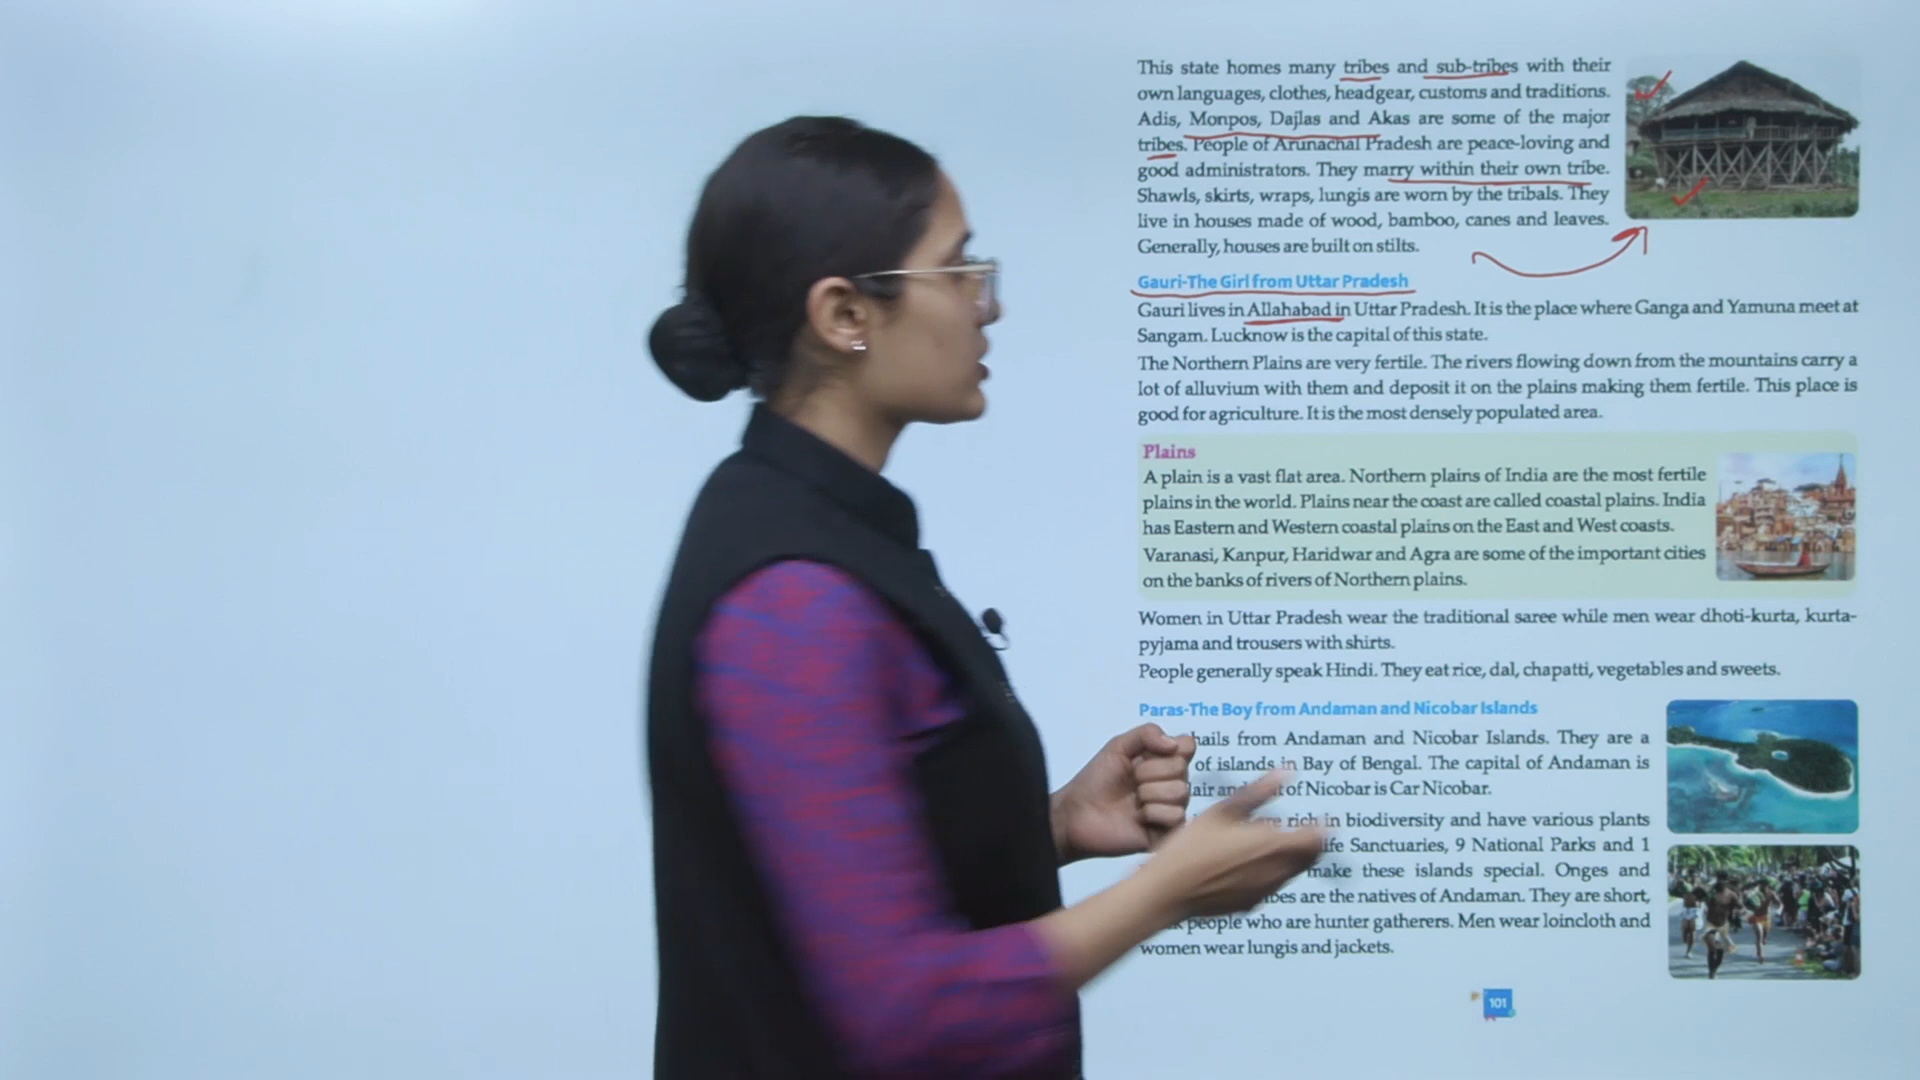 This state homes many tribes and sub-tribes with their
own languages, clothes, headgear, customs and traditions.
Adis, Monpos, Dajlas and Akas are some of the major
tribes. People of Arunachal Pradesh are peace-loving and
good administrators. They marry within their own tribe.
Shawls, skirts, wraps, lungis are worn by the tribals. They
live in houses made of wood, bamboo, canes and leaves.
Generally, houses are built on stilts.
Gauri-The Girl from Uttar Pradesh
Gauri lives in Allahabad in Uttar Pradesh. It is the place where Ganga and Yamuna meet at
Sangam. Lucknow is the capital of this state.
The Northern Plains are very fertile. The rivers flowing down from the mountains carry a
lot of alluvium with them and deposit it on the plains making them fertile. This place is
good for agriculture. It is the most densely populated area.
Plains
A plain is a vast flat area. Northern plains of India are the most fertile
plains in the world. Plains near the coast are called coastal plains. India
has Eastern and Western coastal plains on the East and West coasts.
Varanasi, Kanpur, Haridwar and Agra are some of the important cities
on the banks of rivers of Northern plains.
Women in Uttar Pradesh wear the traditional saree while men wear dhoti-kurta, kurta-
pyjama and trousers with shirts.
People generally speak Hindi. They eat rice, dal, chapatti, vegetables and sweets.
Paras-The Boy from Andaman and Nicobar Islands
hails from Andaman and Nicobar Islands. They are a
of islands in Bay of Bengal. The capital of Andaman is
of Nicobar is Car Nicobar.
rich in biodiversity and have various plants
Sanctuaries, 9 National Parks and 1
make these islands special. Onges and
are the natives of Andaman. They are short,
people who are hunter gatherers. Men wear loincloth and
women wear lungis and jackets.
101